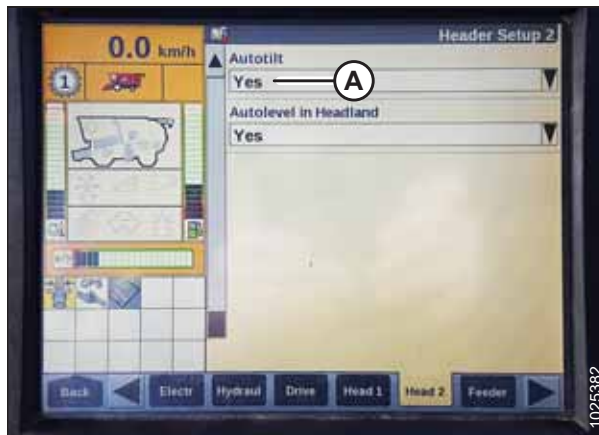 0.0 km/h
Header Setup 2
1
Autotilt
Yes
A
Autolevel in Headland
Yes
Back
Electr
Hydraul
Drive
Head 1
Head 2
Feeder
1025382